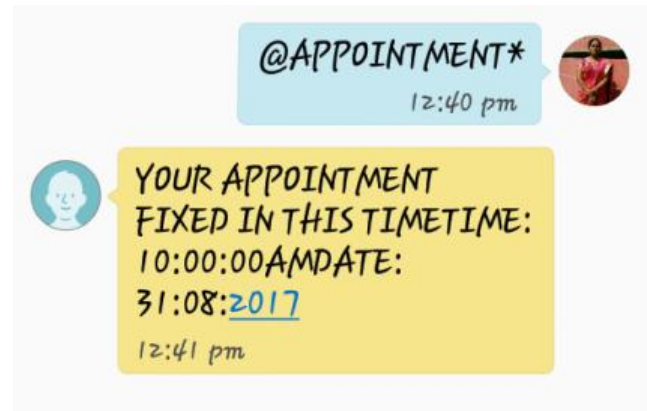 @APPOINTMENT*
12:40 pm
YOUR APPOINTMENT
FIXED IN THIS TIMETIME:
10:00:00AMDATE:
31:08:2017
12:41 pm